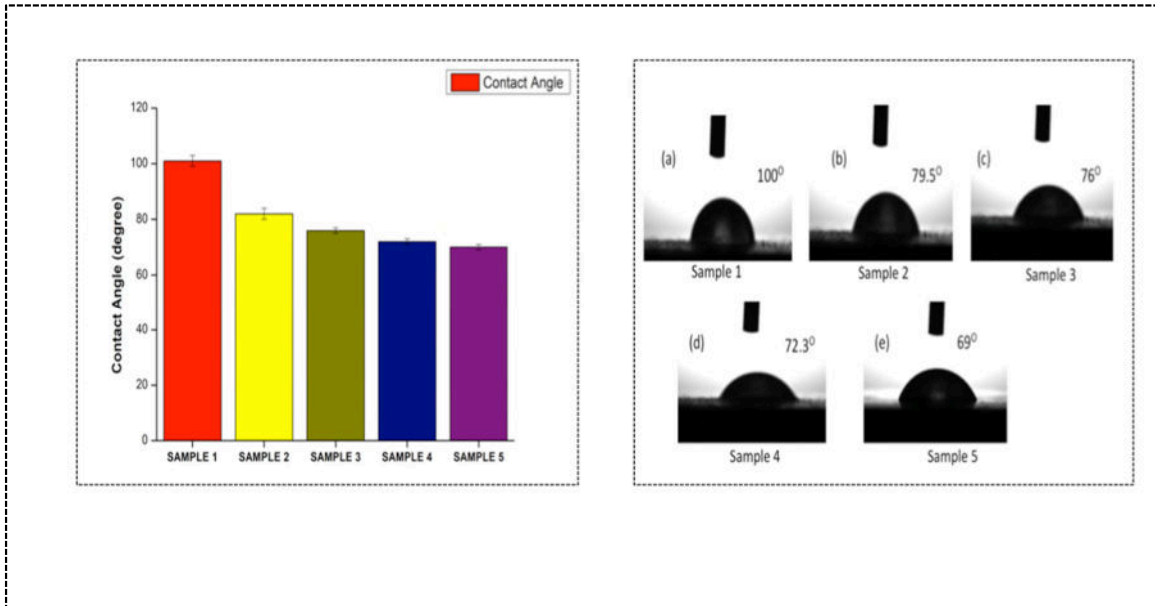 Contact Angle
Contact Angle (degree)
120
100
80
60
40
20
0
SAMPLE 1 SAMPLE 2 SAMPLE 3 SAMPLE 4 SAMPLE 5
(a) 100⁰
Sample 1
(b) 79.5⁰
Sample 2
(c) 76⁰
Sample 3
(d) 72.3⁰
Sample 4
(e) 69⁰
Sample 5